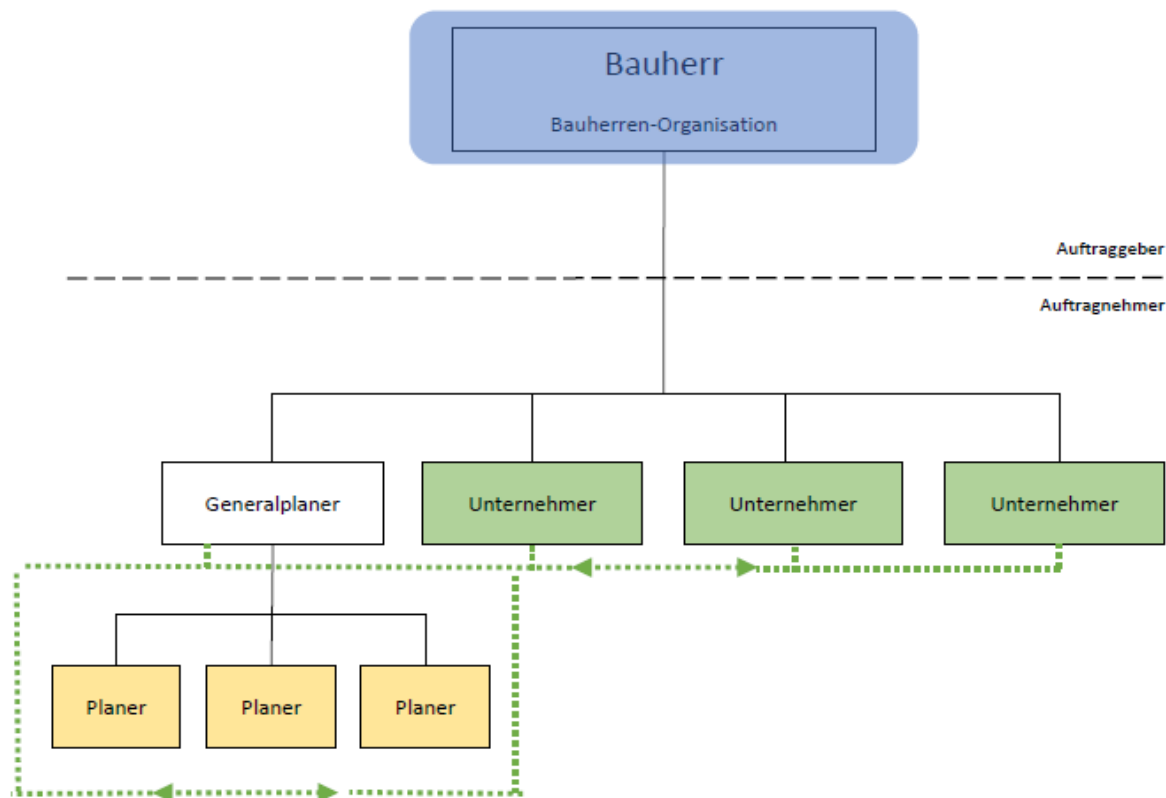 Bauherr
Bauherren-Organisation
Auftraggeber
Auftragnehmer
Generalplaner
Unternehmer
Unternehmer
Unternehmer
Planer
Planer
Planer